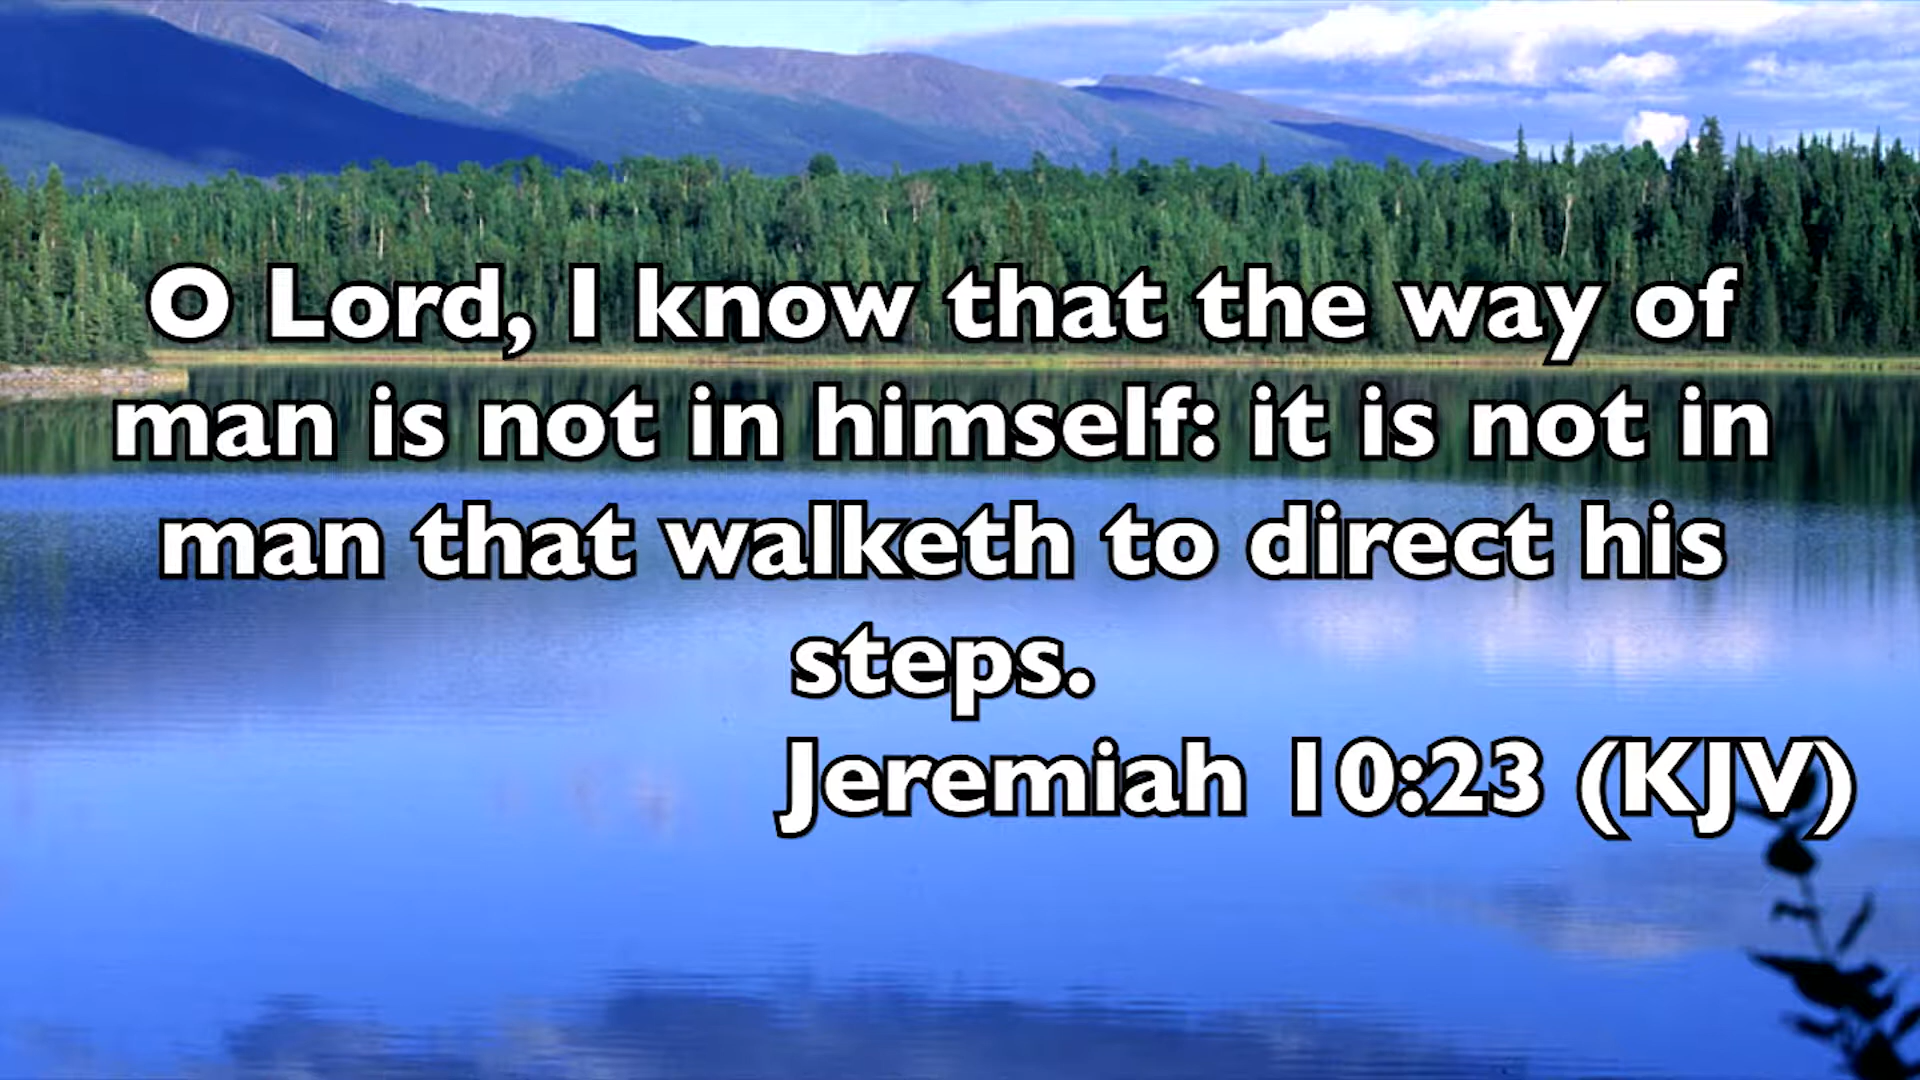 O Lord, I know that the way of
man is not in himself: it is not in
man that walketh to direct his
steps.
Jeremiah 10:23 (KJV)